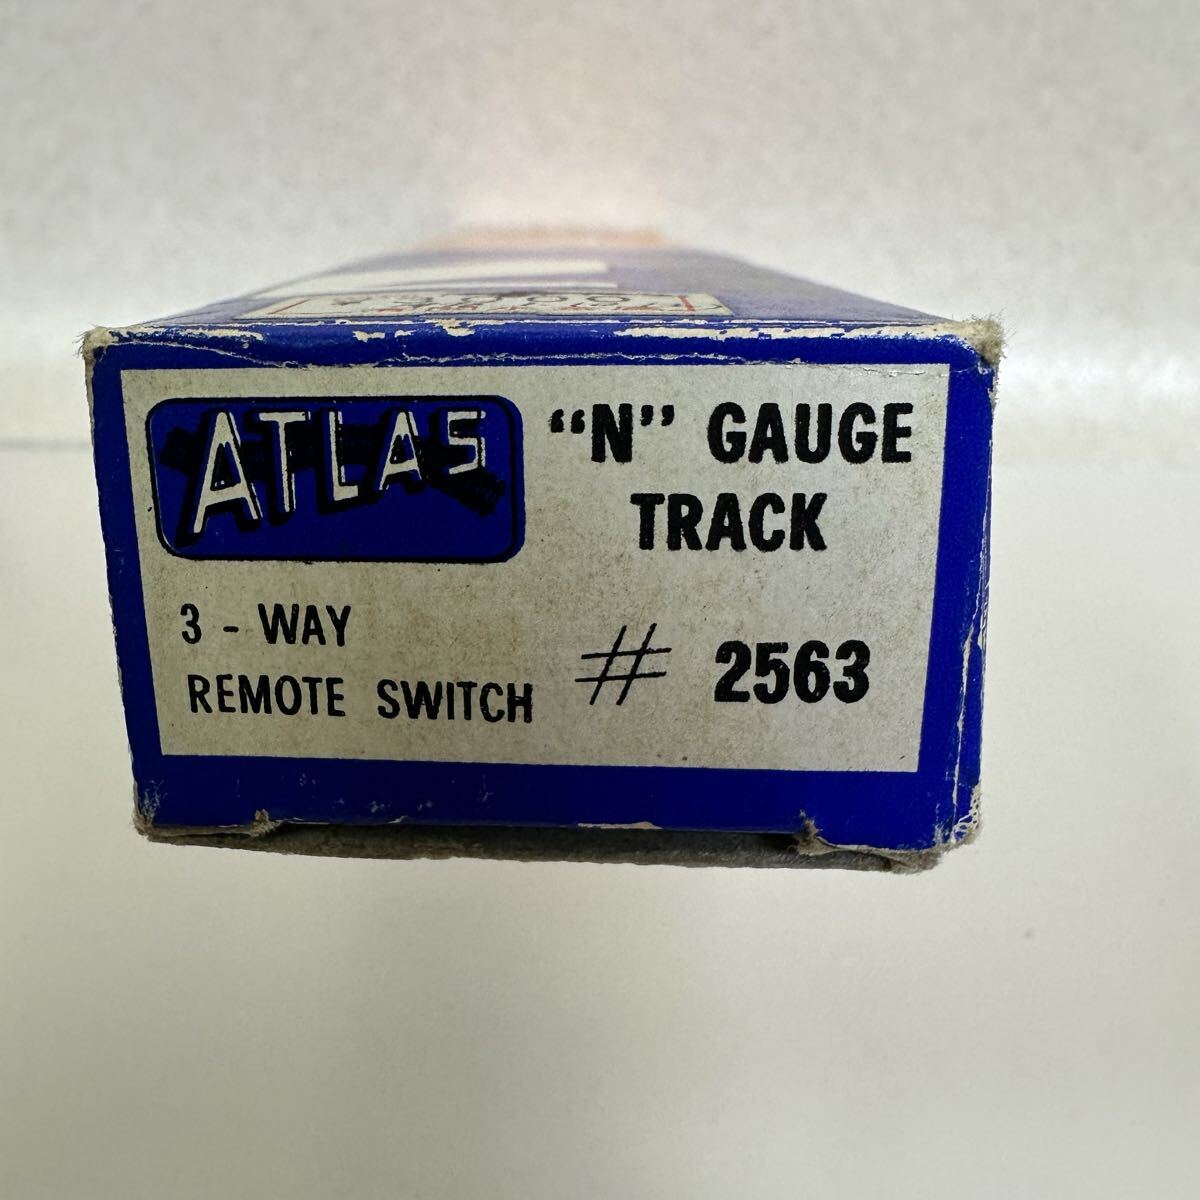 ATLAS
"N" GAUGE
TRACK
3 - WAY
REMOTE SWITCH
# 2563